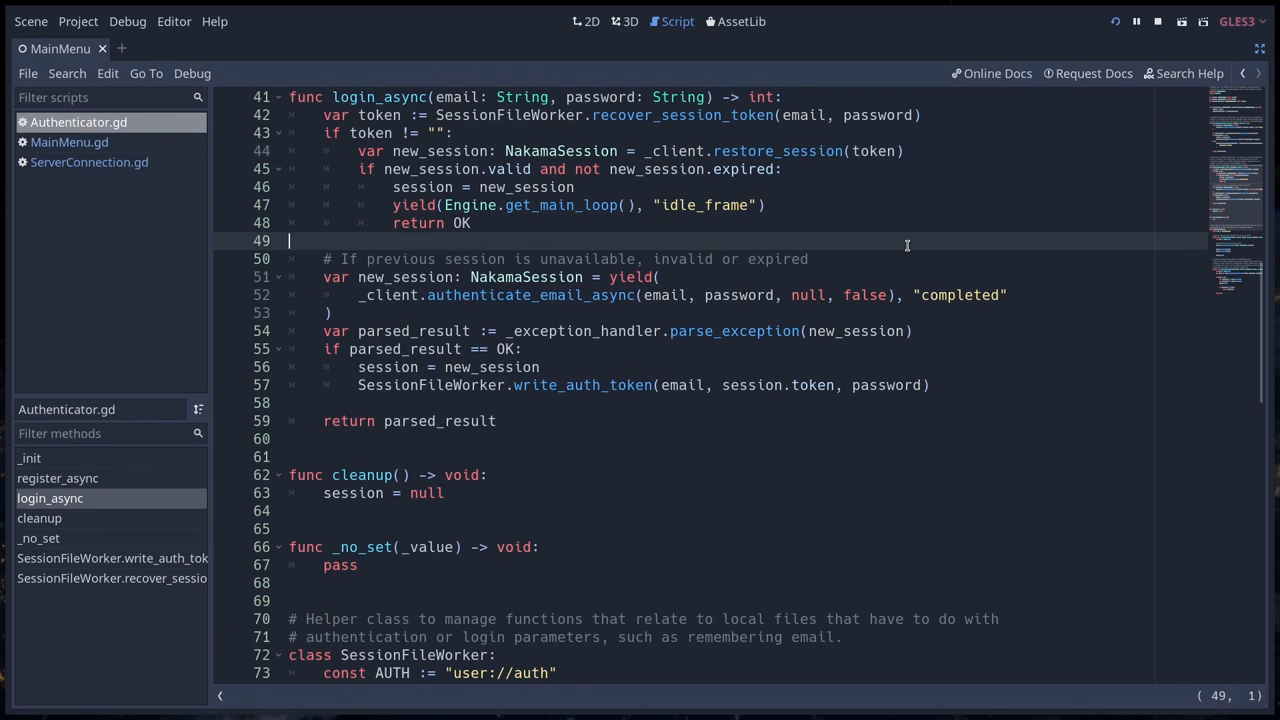 Scene Project Debug Editor Help 2D 3D Script AssetLib GLES3
MainMenu
File Search Edit Go To Debug Online Docs Request Docs Search Help
Filter scripts
Authenticator.gd
MainMenu.gd
ServerConnection.gd
Authenticator.gd
Filter methods
_init
register_async
login_async
cleanup
_no_set
SessionFileWorker.write_auth_tok
SessionFileWorker.recover_sessio
41 func login_async(email: String, password: String) -> int:
42 var token := SessionFileWorker.recover_session_token(email, password)
43 if token != "":
44 var new_session: NakamaSession = _client.restore_session(token)
45 if new_session.valid and not new_session.expired:
46 session = new_session
47 yield(Engine.get_main_loop(), "idle_frame")
48 return OK
49
50 # If previous session is unavailable, invalid or expired
51 var new_session: NakamaSession = yield(
52 _client.authenticate_email_async(email, password, null, false), "completed"
53 )
54 var parsed_result := _exception_handler.parse_exception(new_session)
55 if parsed_result == OK:
56 session = new_session
57 SessionFileWorker.write_auth_token(email, session.token, password)
58
59 return parsed_result
60
61
62 func cleanup() -> void:
63 session = null
64
65
66 func _no_set(_value) -> void:
67 pass
68
69
70 # Helper class to manage functions that relate to local files that have to do with
71 # authentication or login parameters, such as remembering email.
72 class SessionFileWorker:
73 const AUTH := "user://auth"
( 49, 1)